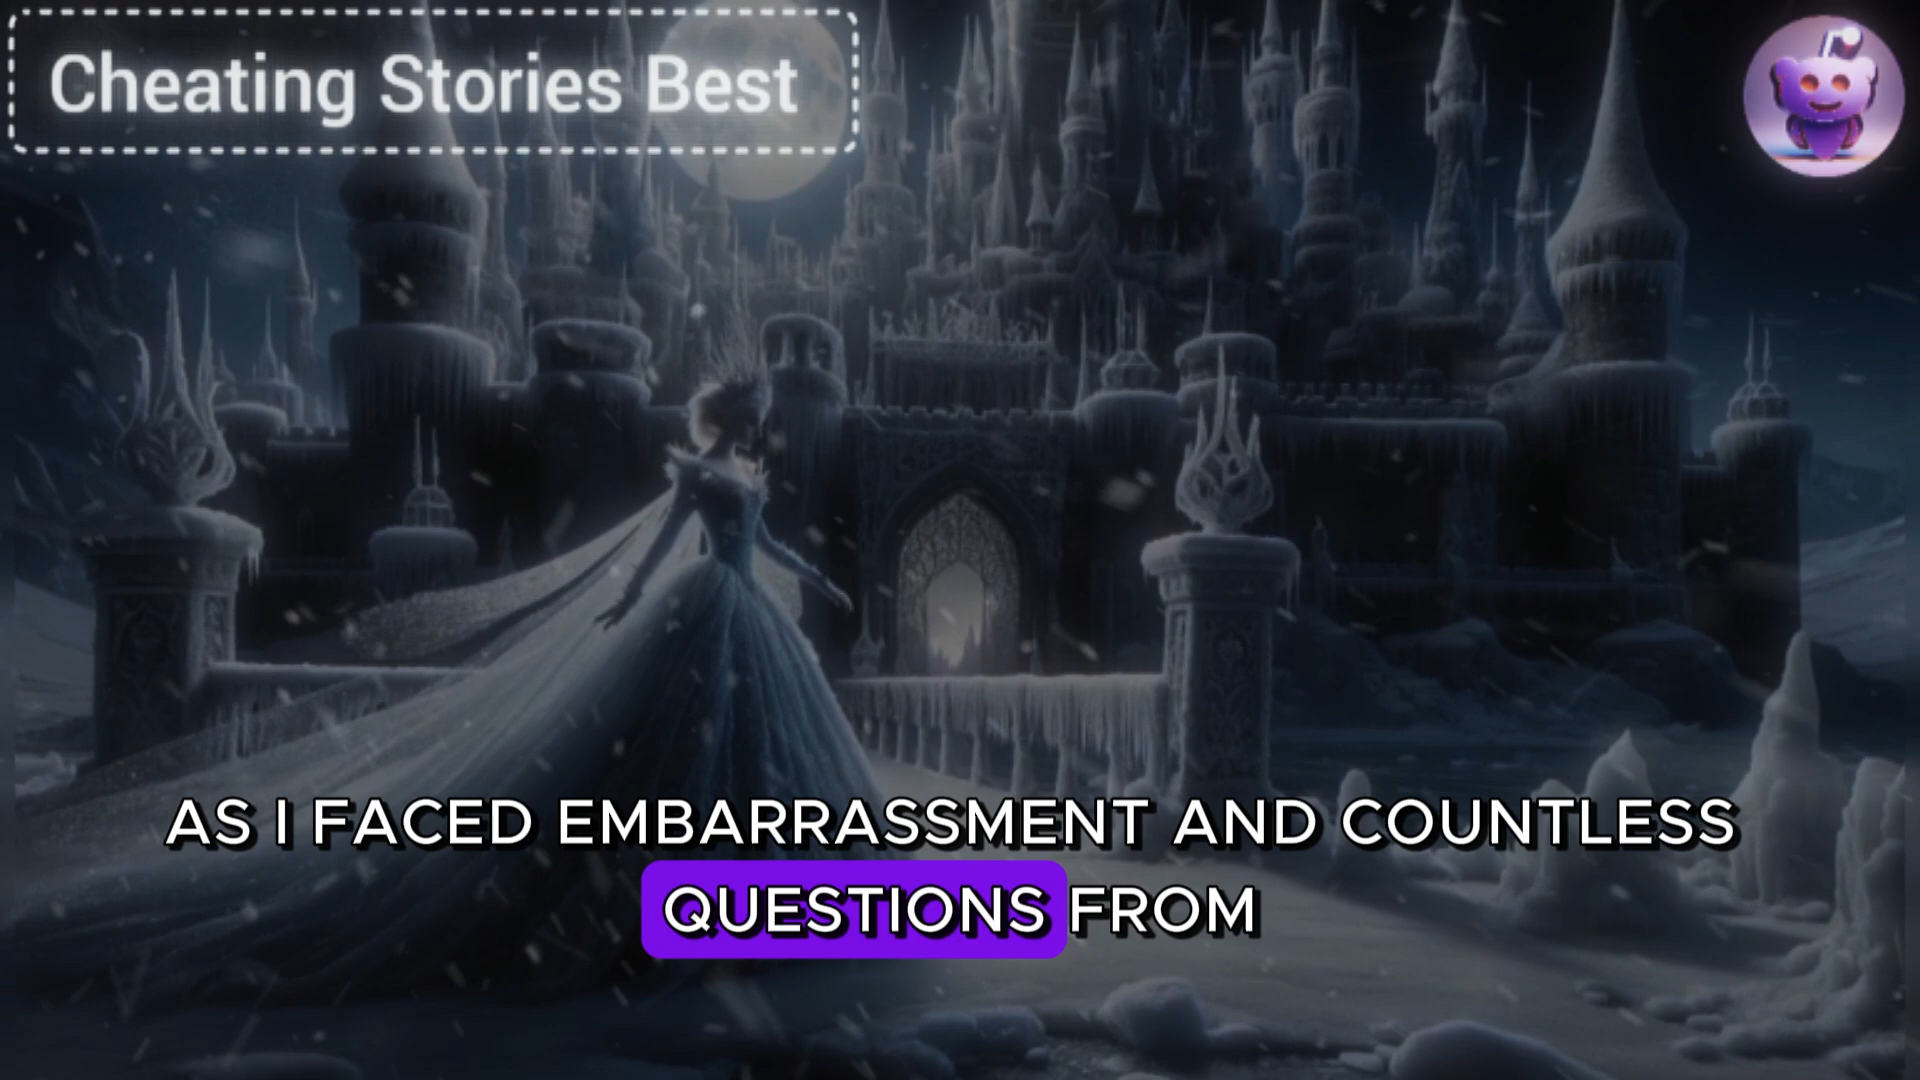 Cheating Stories Best
AS I FACED EMBARRASSMENT AND COUNTLESS
QUESTIONS FROM